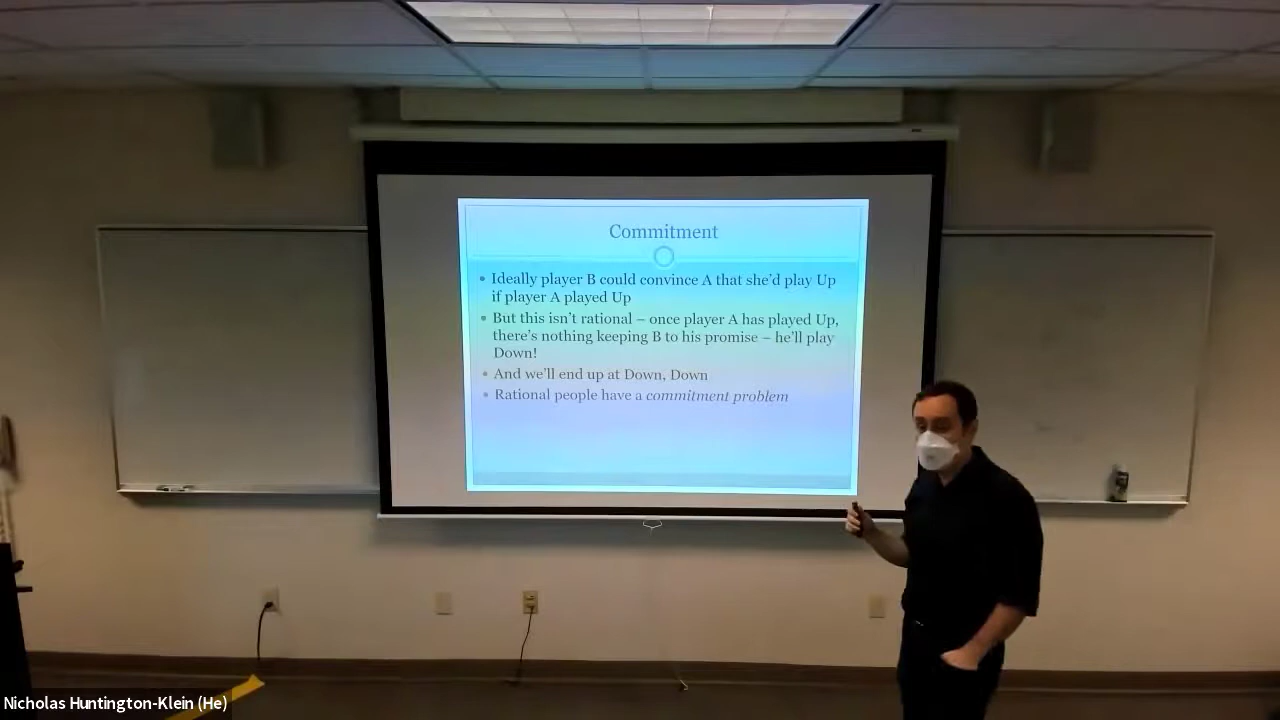 Commitment
• Ideally player B could convince A that she'd play Up
if player A played Up
• But this isn't rational – once player A has played Up,
there's nothing keeping B to his promise – he'll play
Down!
• And we'll end up at Down, Down
• Rational people have a commitment problem
Nicholas Huntington-Klein (He)